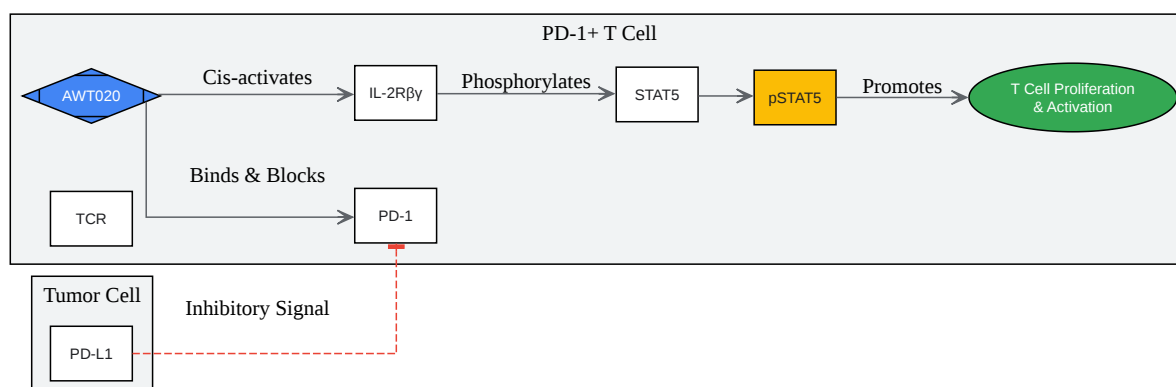 PD-1+ T Cell
AWT020
Cis-activates
IL-2Rβγ
Phosphorylates
STAT5
pSTAT5
Promotes
T Cell Proliferation
& Activation
Binds & Blocks
TCR
PD-1
Tumor Cell
Inhibitory Signal
PD-L1